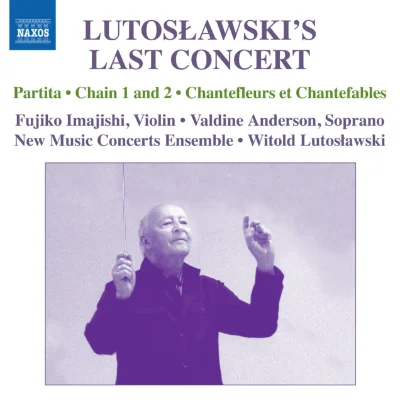 NAXOS
LUTOSŁAWSKI'S
LAST CONCERT
Partita • Chain 1 and 2 • Chantefleurs et Chantefables
Fujiko Imajishi, Violin • Valdine Anderson, Soprano
New Music Concerts Ensemble • Witold Lutosławski